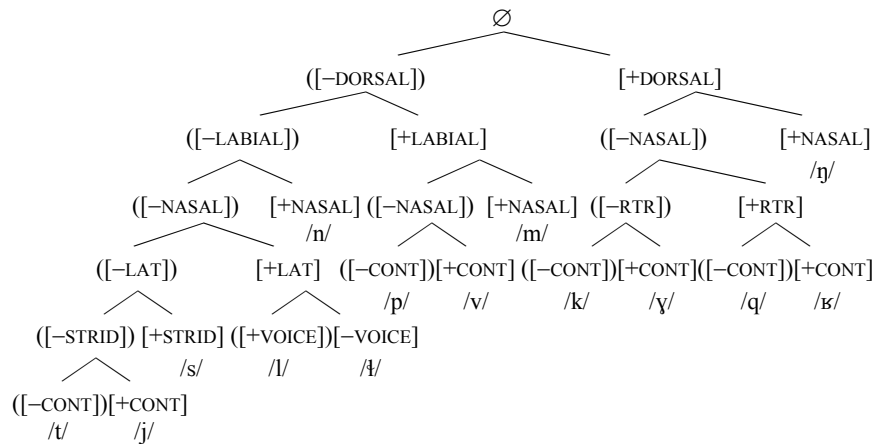 ∅
([–DORSAL]) [+DORSAL]
([–LABIAL]) [+LABIAL] ([–NASAL]) [+NASAL]
/ŋ/
([–NASAL]) [+NASAL] ([–NASAL]) [+NASAL] ([–RTR]) [+RTR]
/n/ /m/
([–LAT]) [+LAT] ([–CONT]) [+CONT] ([–CONT]) [+CONT] ([–CONT]) [+CONT]
/p/ /v/ /k/ /ɣ/ /q/ /ʁ/
([–STRID]) [+STRID] ([+VOICE]) [–VOICE]
/s/ /l/ /ɬ/
([–CONT]) [+CONT]
/t/ /j/